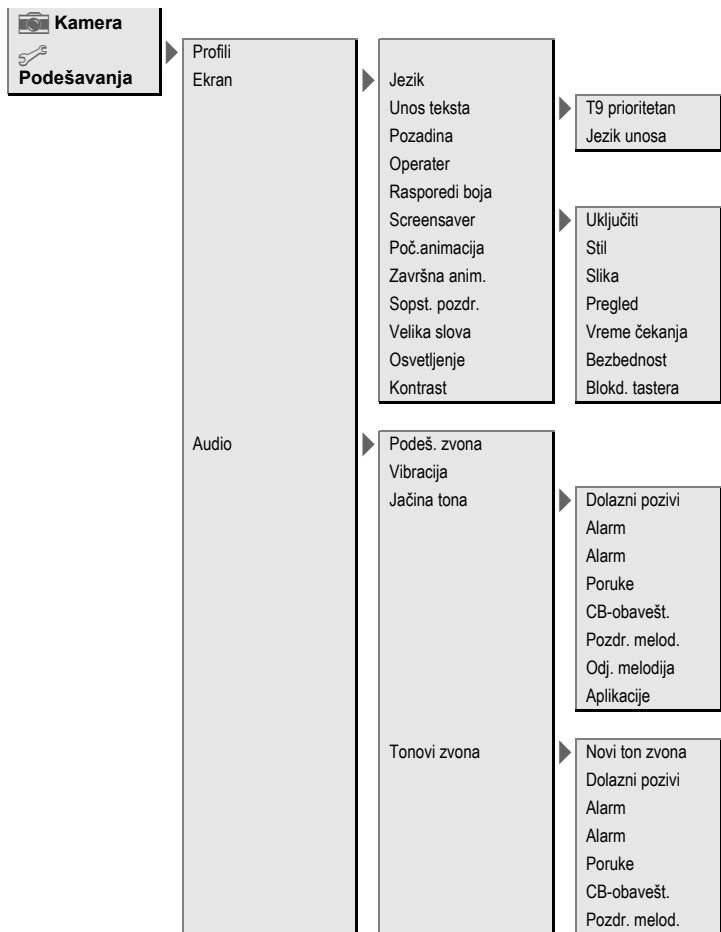 Kamera
Podešavanja
Profili
Ekran
Jezik
Unos teksta
T9 prioritetan
Jezik unosa
Pozadina
Operater
Rasporedi boja
Screensaver
Uključiti
Stil
Slika
Pregled
Vreme čekanja
Bezbednost
Blokd. tastera
Poč.animacija
Završna anim.
Sopst. pozdr.
Velika slova
Osvetljenje
Kontrast
Audio
Podeš. zvona
Vibracija
Jačina tona
Dolazni pozivi
Alarm
Alarm
Poruke
CB-obavešt.
Pozdr. melod.
Odj. melodija
Aplikacije
Tonovi zvona
Novi ton zvona
Dolazni pozivi
Alarm
Alarm
Poruke
CB-obavešt.
Pozdr. melod.